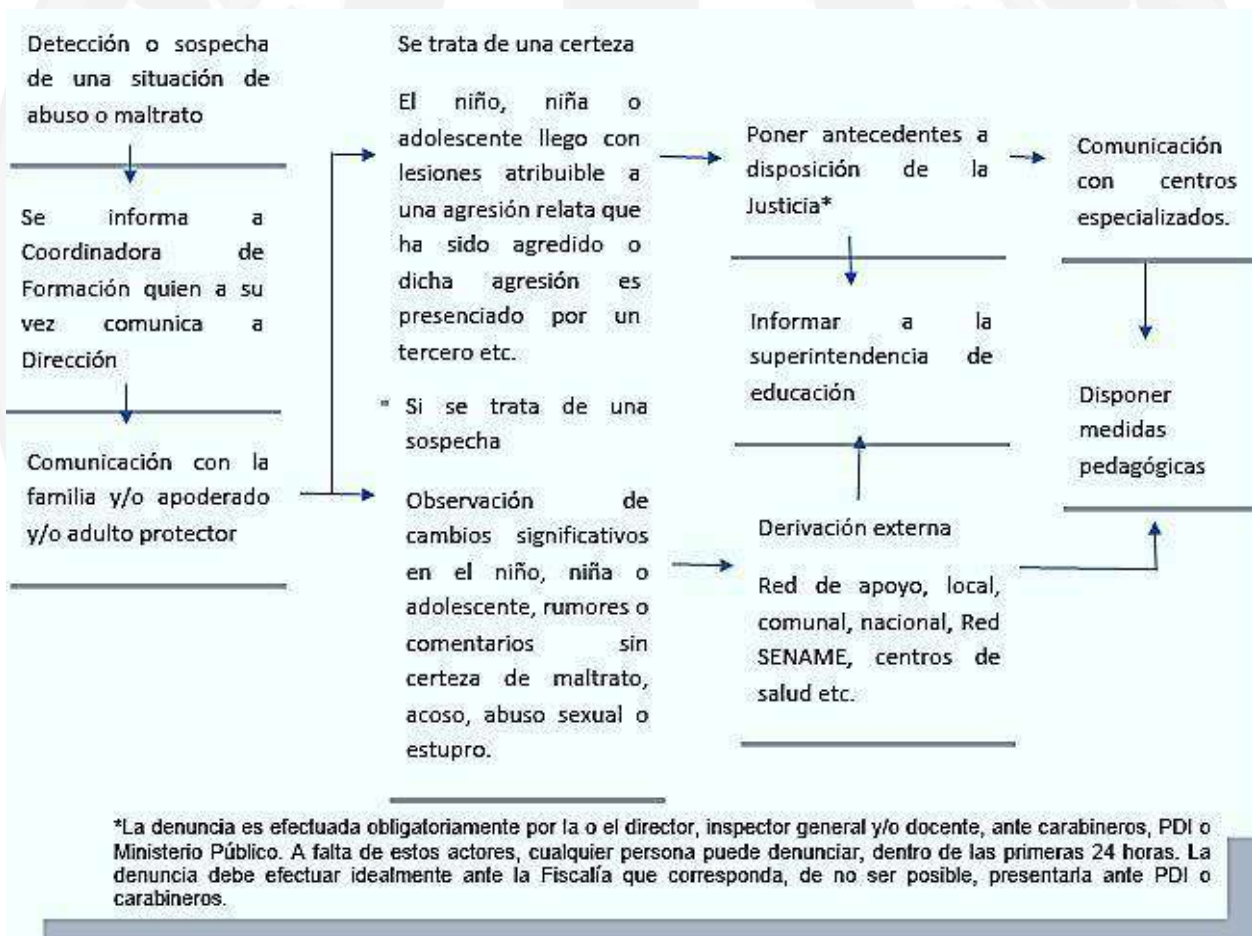 Detección o sospecha
de una situación de
abuso o maltrato
Se informa a
Coordinadora de
Formación quien a su
vez comunica a
Dirección
Comunicación con la
familia y/o apoderado
y/o adulto protector
Se trata de una certeza
El niño, niña o
adolescente llego con
lesiones atribuible a
una agresión relata que
ha sido agredido o
dicha agresión es
presenciado por un
tercero etc.
Si se trata de una
sospecha
Observación de
cambios significativos
en el niño, niña o
adolescente, rumores o
comentarios sin
certeza de maltrato,
acoso, abuso sexual o
estupro.
Poner antecedentes a
disposición de la
Justicia*
Informar a la
superintendencia de
educación
Derivación externa
Red de apoyo, local,
comunal, nacional, Red
SENAME, centros de
salud etc.
Comunicación
con centros
especializados.
Disponer
medidas
pedagógicas
*La denuncia es efectuada obligatoriamente por la o el director, inspector general y/o docente, ante carabineros, PDI o
Ministerio Público. A falta de estos actores, cualquier persona puede denunciar, dentro de las primeras 24 horas. La
denuncia debe efectuar idealmente ante la Fiscalía que corresponda, de no ser posible, presentarla ante PDI o
carabineros.